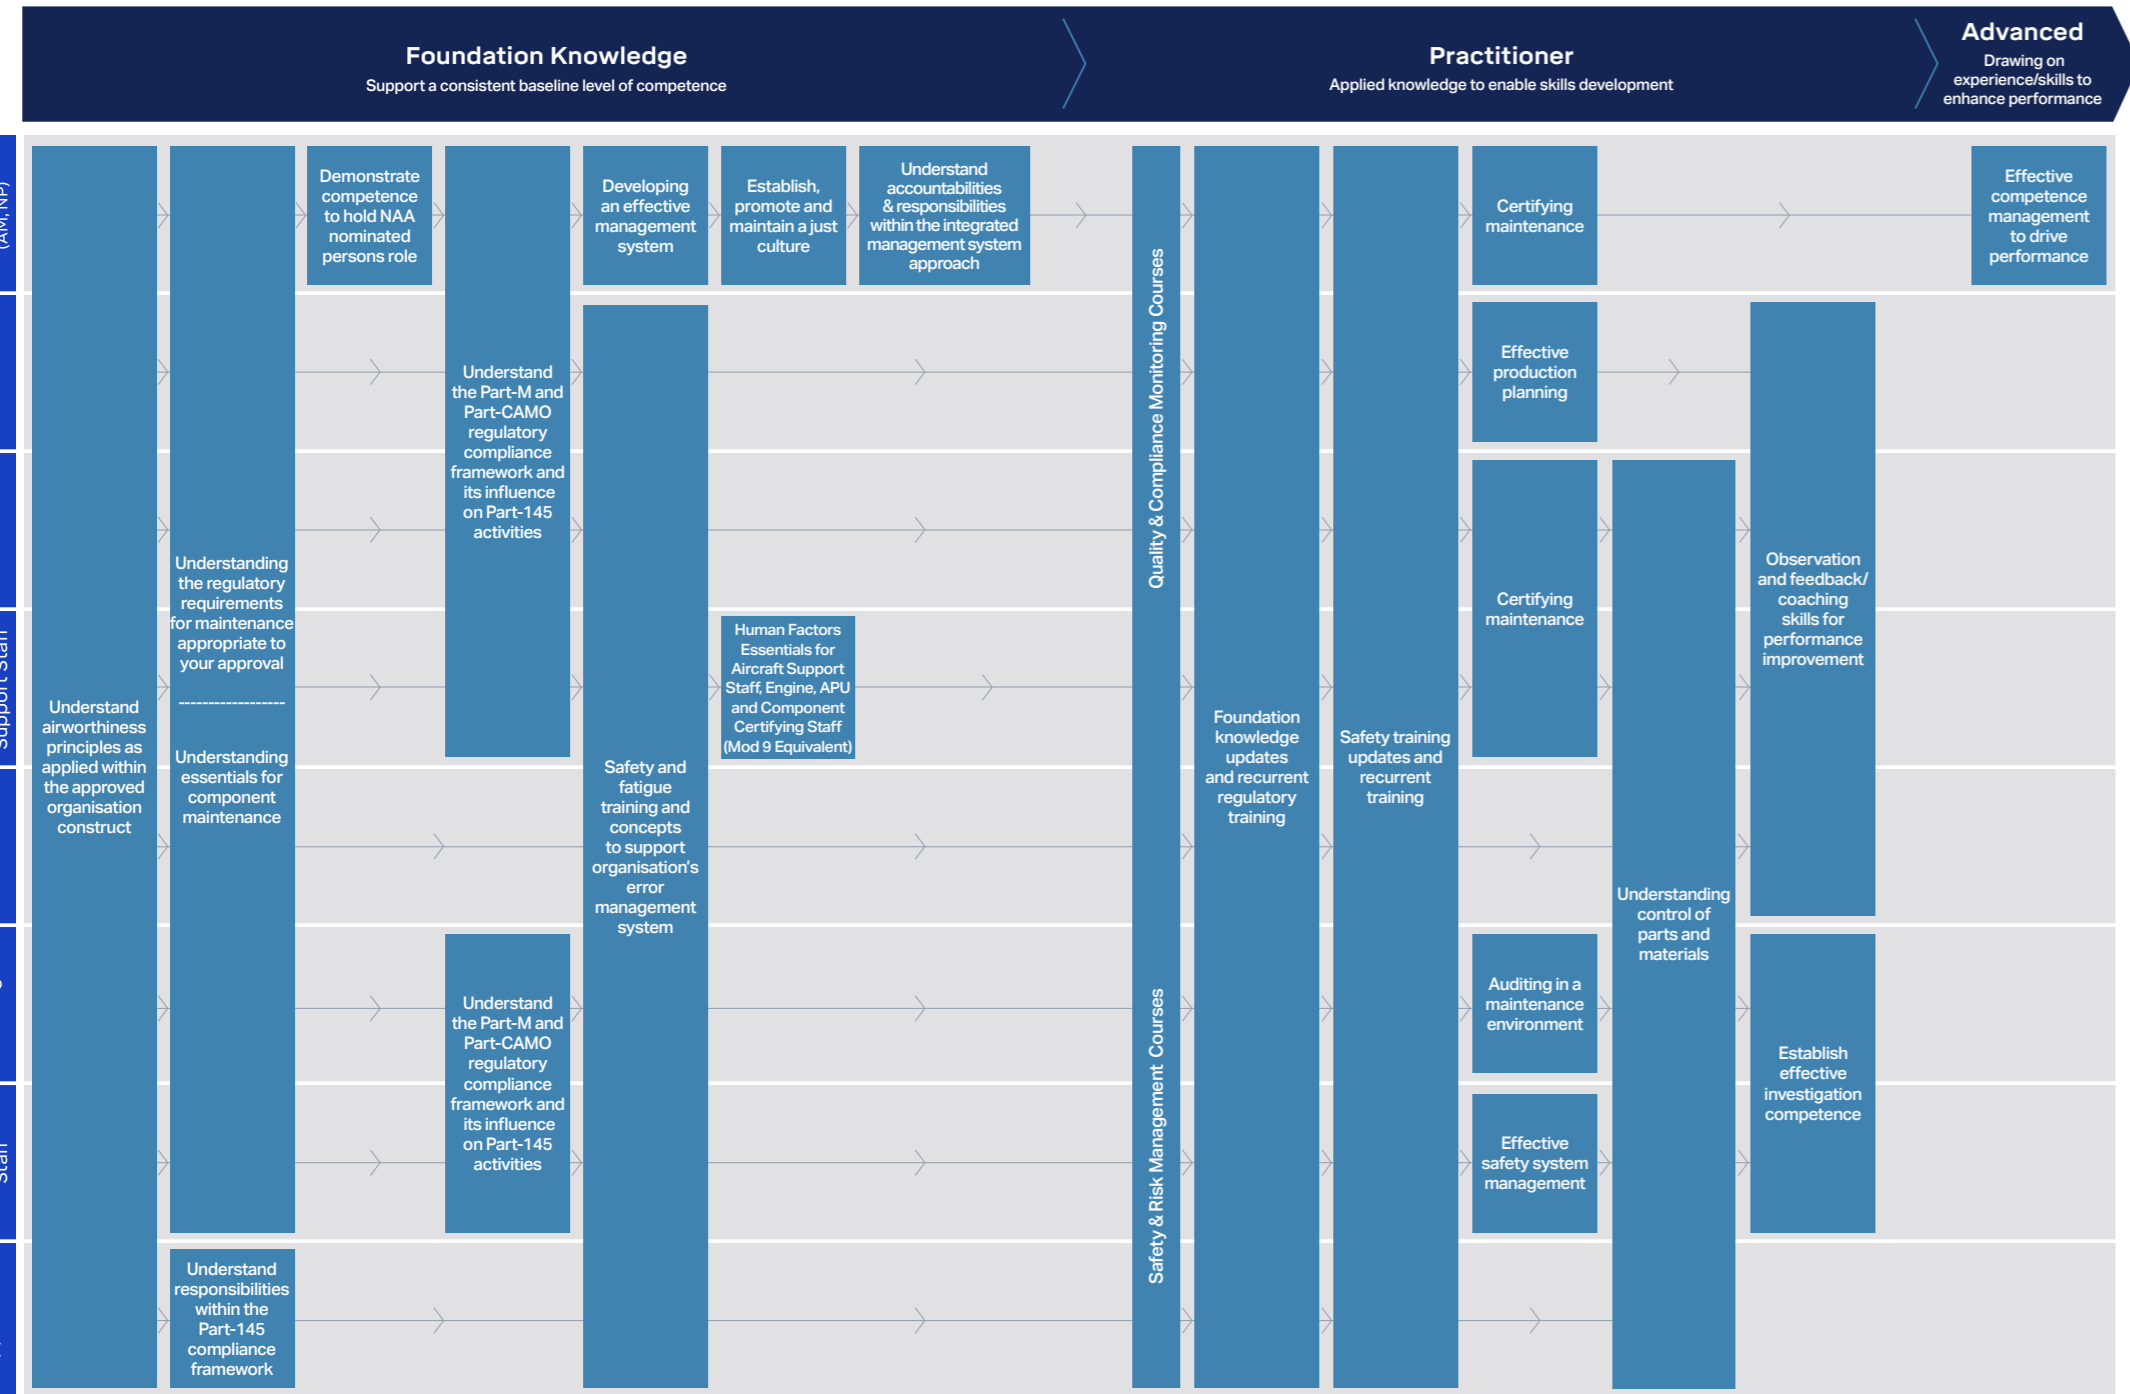 Foundation Knowledge
Support a consistent baseline level of competence
Practitioner
Applied knowledge to enable skills development
Advanced
Drawing on
experience/skills to
enhance performance
(AM, NP)
Support Staff
Staff
Understand
airworthiness
principles as
applied within
the approved
organisation
construct
Understanding
the regulatory
requirements
for maintenance
appropriate to
your approval
------------------
Understanding
essentials for
component
maintenance
Understand
responsibilities
within the
Part-145
compliance
framework
Demonstrate
competence
to hold NAA
nominated
persons role
Understand
the Part-M and
Part-CAMO
regulatory
compliance
framework and
its influence
on Part-145
activities
Understand
the Part-M and
Part-CAMO
regulatory
compliance
framework and
its influence
on Part-145
activities
Developing
an effective
management
system
Safety and
fatigue
training and
concepts
to support
organisation's
error
management
system
Establish,
promote and
maintain a just
culture
Human Factors
Essentials for
Aircraft Support
Staff, Engine, APU
and Component
Certifying Staff
(Mod 9 Equivalent)
Understand
accountabilities
& responsibilities
within the integrated
management system
approach
Quality & Compliance Monitoring Courses
Safety & Risk Management Courses
Foundation
knowledge
updates
and recurrent
regulatory
training
Safety training
updates and
recurrent
training
Certifying
maintenance
Effective
production
planning
Certifying
maintenance
Auditing in a
maintenance
environment
Effective
safety system
management
Understanding
control of
parts and
materials
Observation
and feedback/
coaching
skills for
performance
improvement
Establish
effective
investigation
competence
Effective
competence
management
to drive
performance